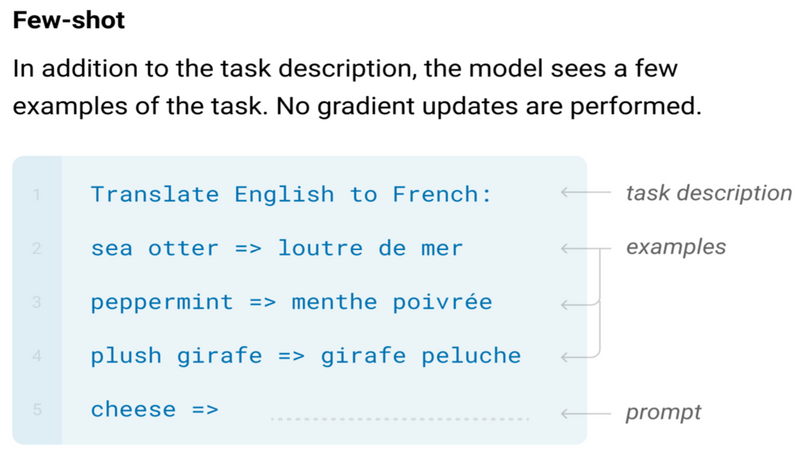 Few-shot
In addition to the task description, the model sees a few
examples of the task. No gradient updates are performed.
1 Translate English to French: task description
2 sea otter => loutre de mer examples
3 peppermint => menthe poivrée
4 plush girafe => girafe peluche
5 cheese => prompt